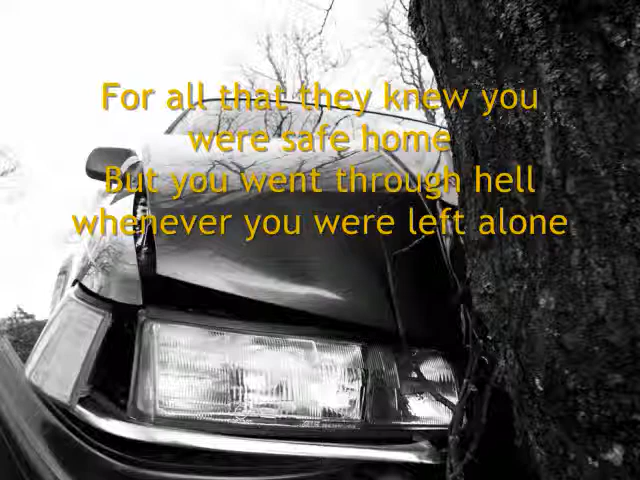 For all that they knew you
were safe home
But you went through hell
whenever you were left alone